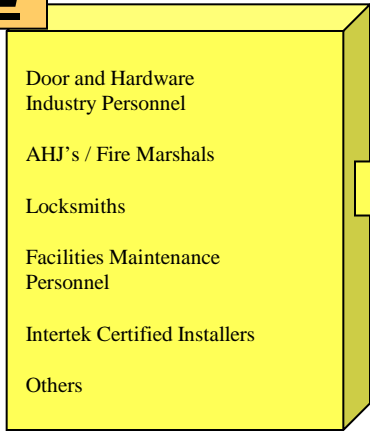 Door and Hardware
Industry Personnel
AHJ's / Fire Marshals
Locksmiths
Facilities Maintenance
Personnel
Intertek Certified Installers
Others